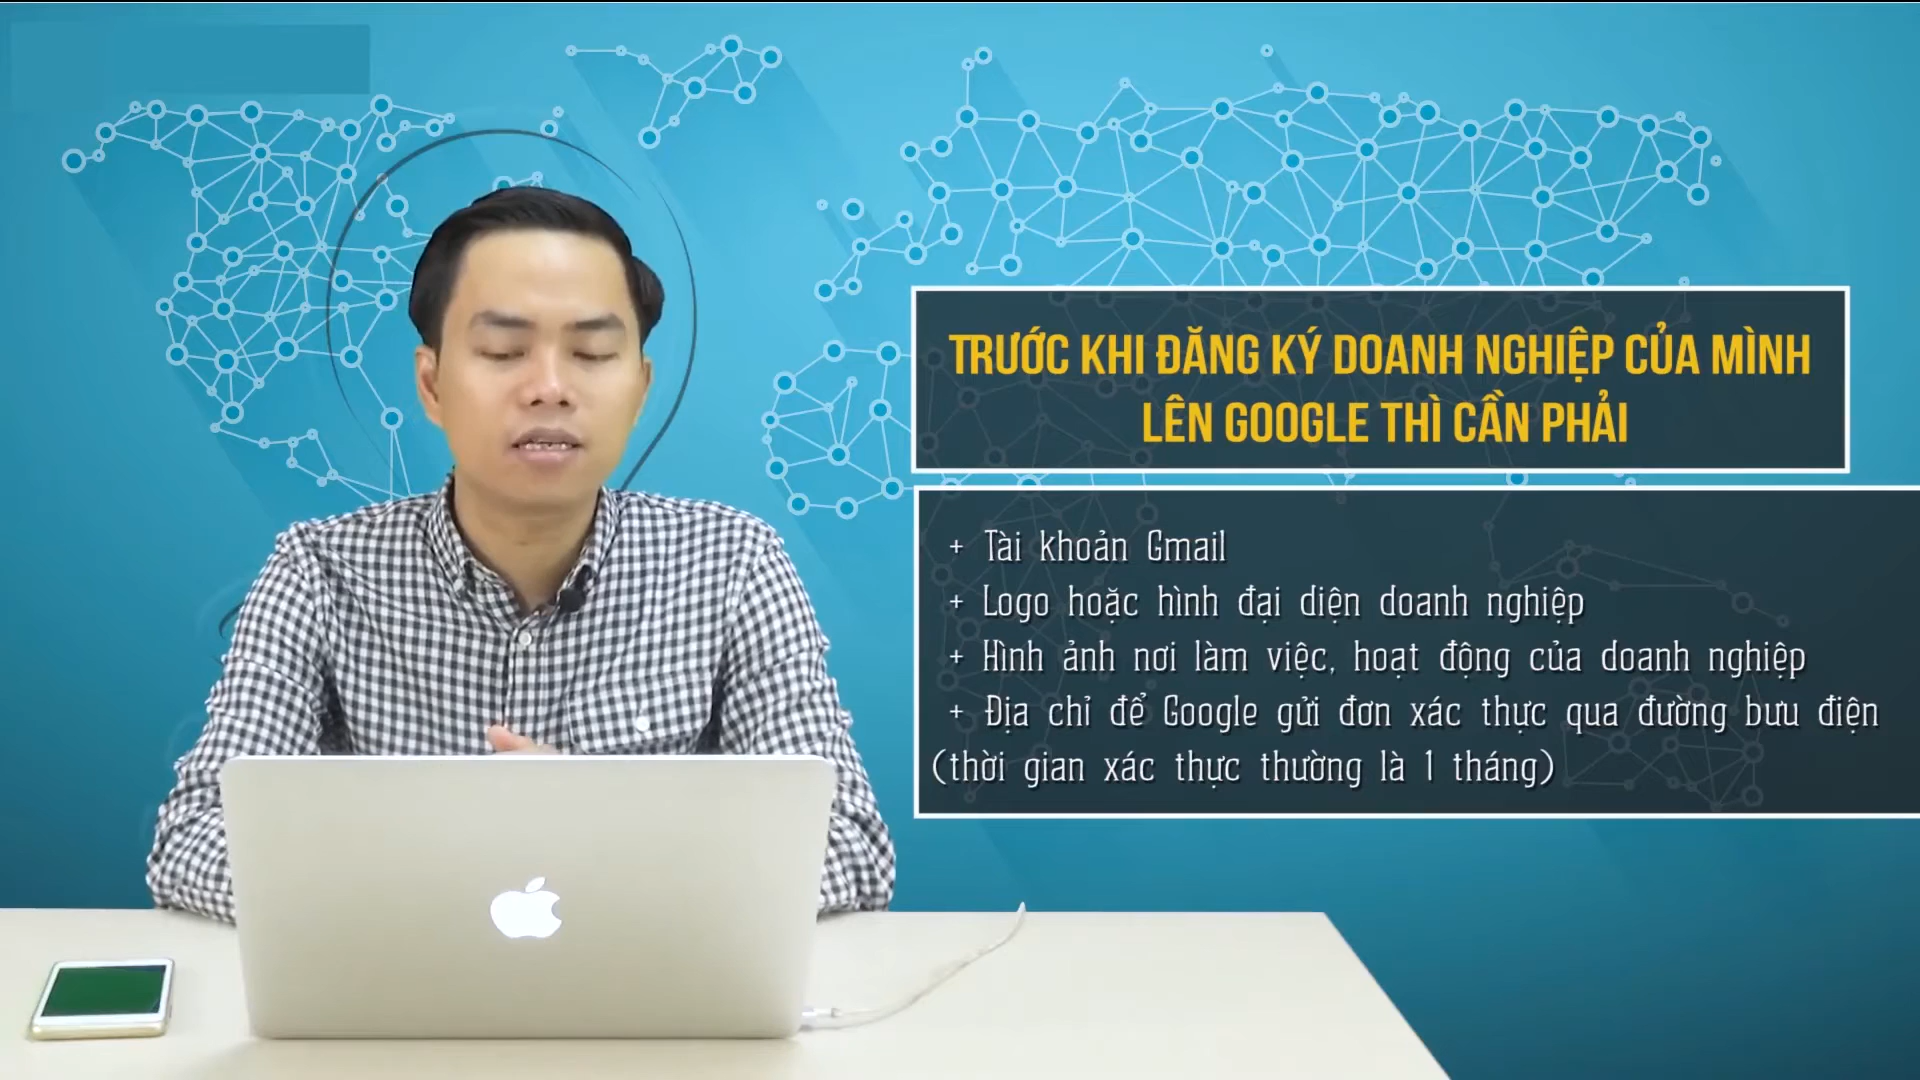 TRƯỚC KHI ĐĂNG KÝ DOANH NGHIỆP CỦA MÌNH
LÊN GOOGLE THÌ CẦN PHẢI
+ Tài khoản Gmail
+ Logo hoặc hình đại diện doanh nghiệp
+ Hình ảnh nơi làm việc, hoạt động của doanh nghiệp
+ Địa chỉ để Google gửi đơn xác thực qua đường bưu điện
(thời gian xác thực thường là 1 tháng)